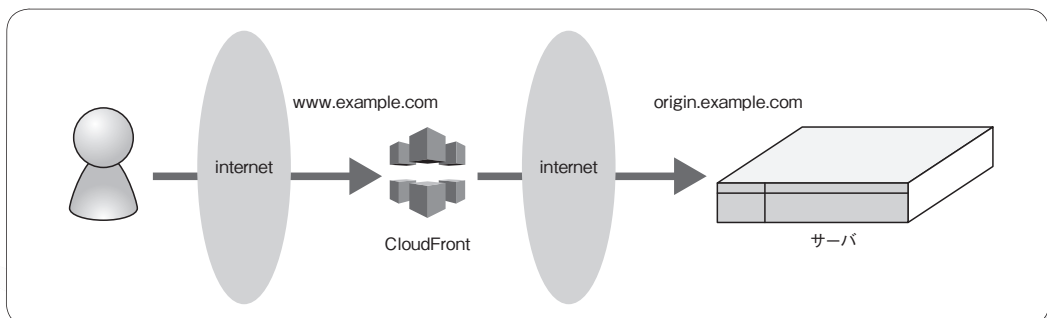 www.example.com
origin.example.com
internet
internet
CloudFront
サーバ